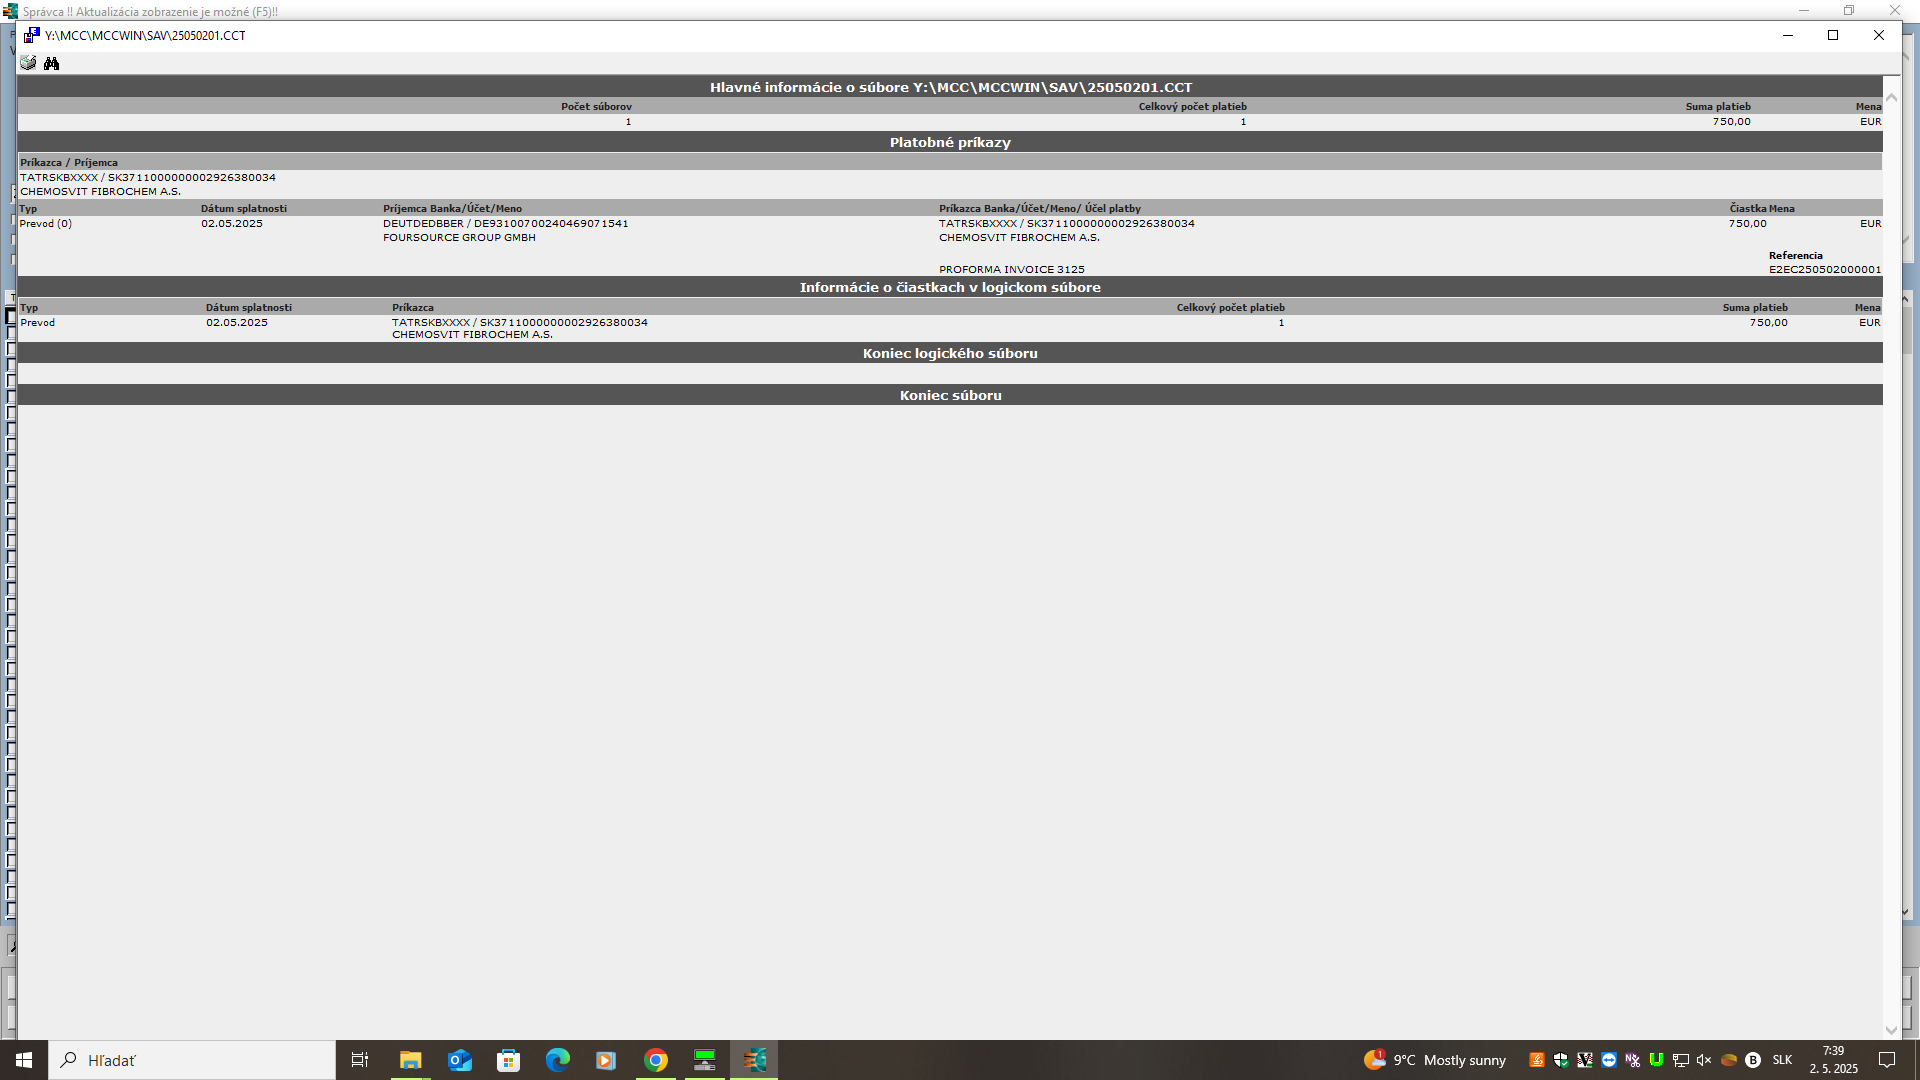 Správca !! Aktualizácia zobrazenie je možné (F5)!!
Y:\MCC\MCCWIN\SAV\25050201.CCT
Hlavné informácie o súbore Y:\MCC\MCCWIN\SAV\25050201.CCT
Počet súborov Celkový počet platieb Suma platieb Mena
1 1 750,00 EUR
Platobné príkazy
Príkazca / Príjemca
TATRSKBXXXX / SK3711000000002926380034
CHEMOSVIT FIBROCHEM A.S.
Typ Dátum splatnosti Príjemca Banka/Účet/Meno Príkazca Banka/Účet/Meno/ Účel platby Čiastka Mena
Prevod (0) 02.05.2025 DEUTDEDBBER / DE93100700240469071541 TATRSKBXXXX / SK3711000000002926380034 750,00 EUR
FOURSOURCE GROUP GMBH CHEMOSVIT FIBROCHEM A.S.
Referencia
PROFORMA INVOICE 3125 E2EC250502000001
Informácie o čiastkach v logickom súbore
Typ Dátum splatnosti Príkazca Celkový počet platieb Suma platieb Mena
Prevod 02.05.2025 TATRSKBXXXX / SK3711000000002926380034 1 750,00 EUR
CHEMOSVIT FIBROCHEM A.S.
Koniec logického súboru
Koniec súboru
Hľadať
1 9°C Mostly sunny
SLK
7:39
2. 5. 2025